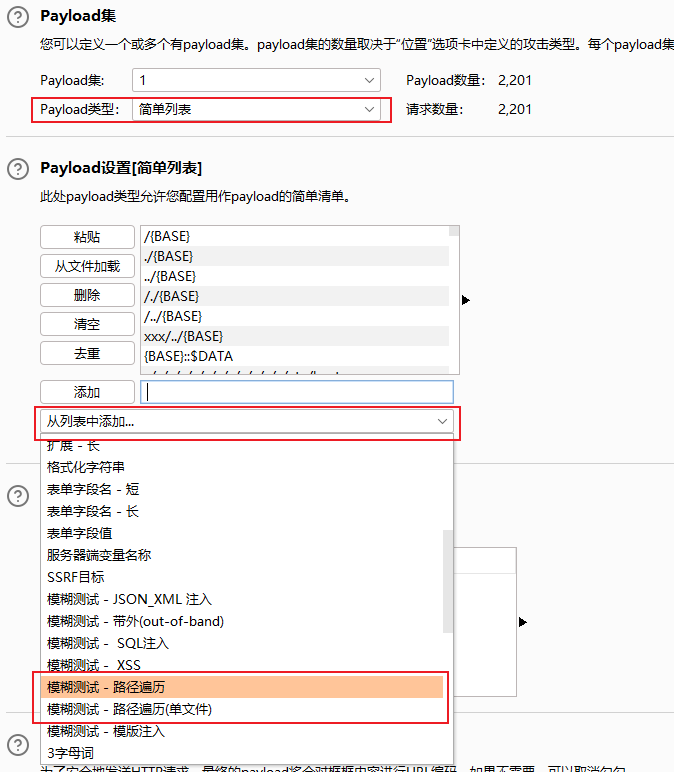 Payload集
您可以定义一个或多个有payload集。payload集的数量取决于“位置”选项卡中定义的攻击类型。每个payload集
Payload集: 1 Payload数量: 2,201
Payload类型: 简单列表 请求数量: 2,201
Payload设置[简单列表]
此处payload类型允许您配置用作payload的简单清单。
粘贴
从文件加载
删除
清空
去重
/{BASE}
./{BASE}
../{BASE}
/./{BASE}
/../{BASE}
xxx/../{BASE}
{BASE}::$DATA
添加
从列表中添加...
扩展 - 长
格式化字符串
表单字段名 - 短
表单字段名 - 长
表单字段值
服务器端变量名称
SSRF目标
模糊测试 - JSON_XML 注入
模糊测试 - 带外(out-of-band)
模糊测试 - SQL注入
模糊测试 - XSS
模糊测试 - 路径遍历
模糊测试 - 路径遍历(单文件)
模糊测试 - 模版注入
3字母词